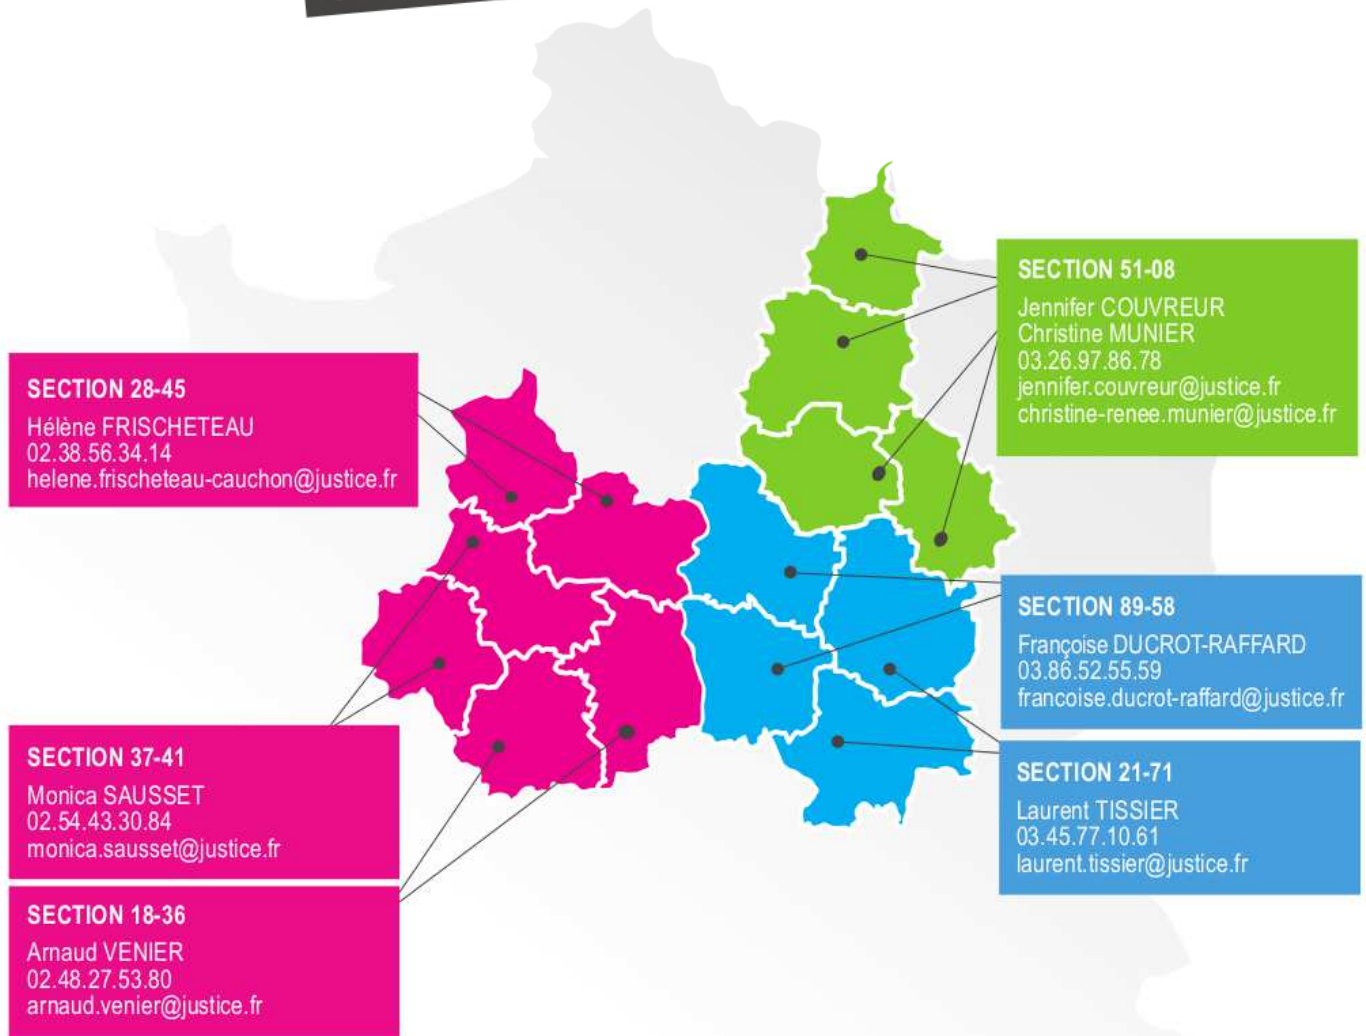 SECTION 51-08
Jennifer COUVREUR
Christine MUNIER
03.26.97.86.78
jennifer.couvreur@justice.fr
christine-renee.munier@justice.fr
SECTION 28-45
Hélène FRISCHETEAU
02.38.56.34.14
helene.frischeteau-cauchon@justice.fr
SECTION 89-58
Françoise DUCROT-RAFFARD
03.86.52.55.59
francoise.ducrot-raffard@justice.fr
SECTION 37-41
Monica SAUSSET
02.54.43.30.84
monica.sausset@justice.fr
SECTION 21-71
Laurent TISSIER
03.45.77.10.61
laurent.tissier@justice.fr
SECTION 18-36
Arnaud VENIER
02.48.27.53.80
arnaud.venier@justice.fr